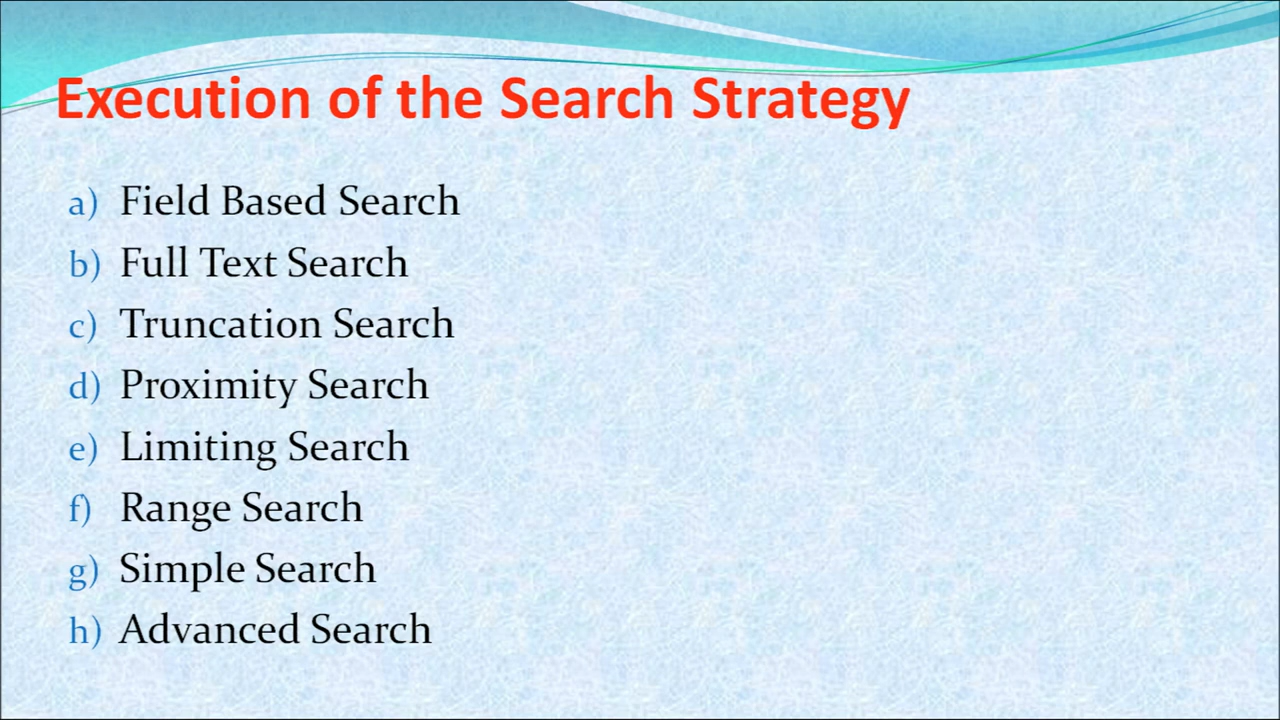 Execution of the Search Strategy
a) Field Based Search
b) Full Text Search
c) Truncation Search
d) Proximity Search
e) Limiting Search
f) Range Search
g) Simple Search
h) Advanced Search